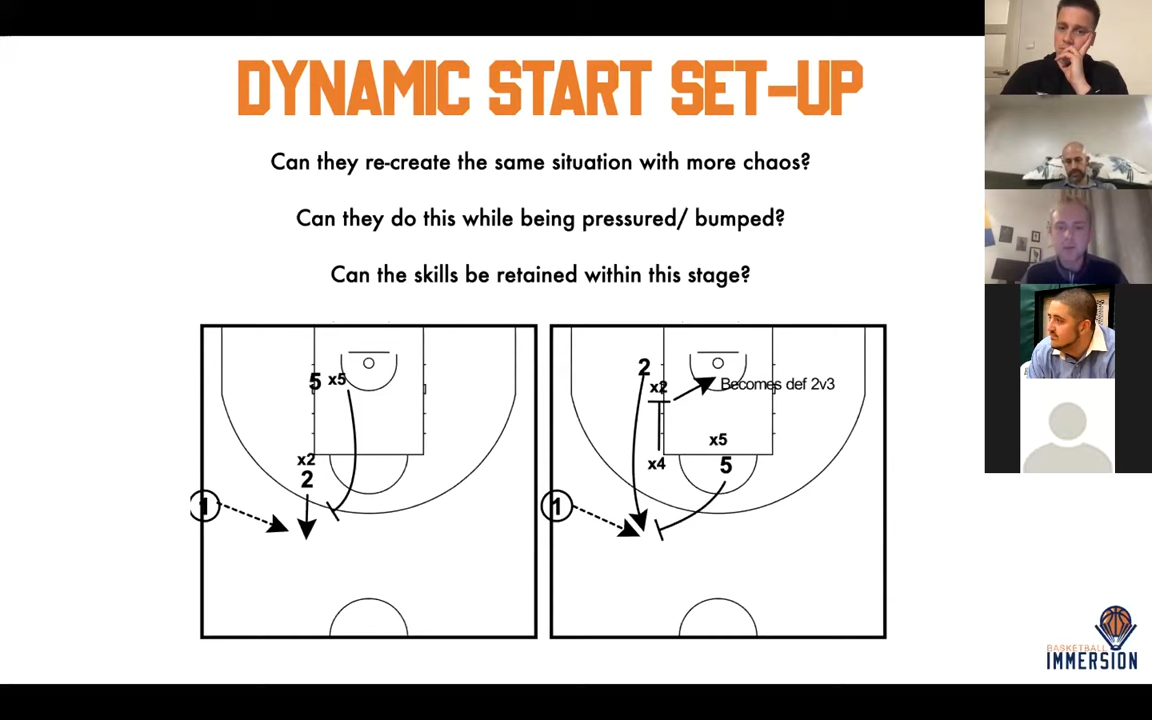 DYNAMIC START SET-UP
Can they re-create the same situation with more chaos?
Can they do this while being pressured/ bumped?
Can the skills be retained within this stage?
5 x5
x2
2
1
2
x2
Becomes def 2v3
x5
x4
5
1
BASKETBALL
IMMERSION